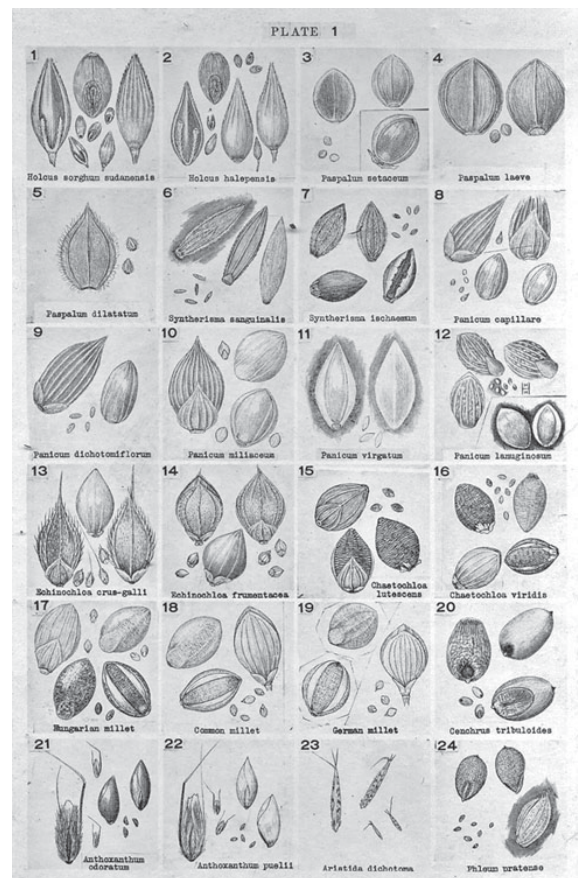 PLATE 1
1
2
3
4
Holcus sorghum sudanensis
Holcus halepensis
Paspalum setaceum
Paspalum laeve
5
6
7
8
Paspalum dilatatum
Syntherisma sanguinalis
Syntherisma ischaemum
Panicum capillare
9
10
11
12
Panicum dichotomiflorum
Panicum miliaceum
Panicum virgatum
Panicum lanuginosum
13
14
15
16
Echinochloa crus-galli
Echinochloa frumentacea
Chaetochloa
lutescens
Chaetochloa viridis
17
18
19
20
Hungarian millet
Common millet
German millet
Cenchrus tribuloides
21
22
23
24
Anthoxanthum
odoratum
Anthoxanthum puelii
Aristida dichotoma
Phleum pratense